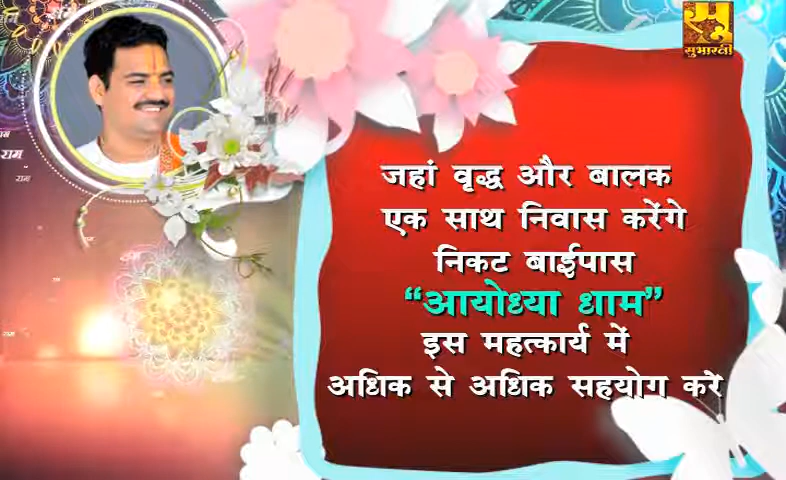 सुभारती
राम
राम
जहां वृद्ध और बालक
एक साथ निवास करेंगे
निकट बाईपास
“आयोध्या धाम”
इस महत्कार्य में
अधिक से अधिक सहयोग करें